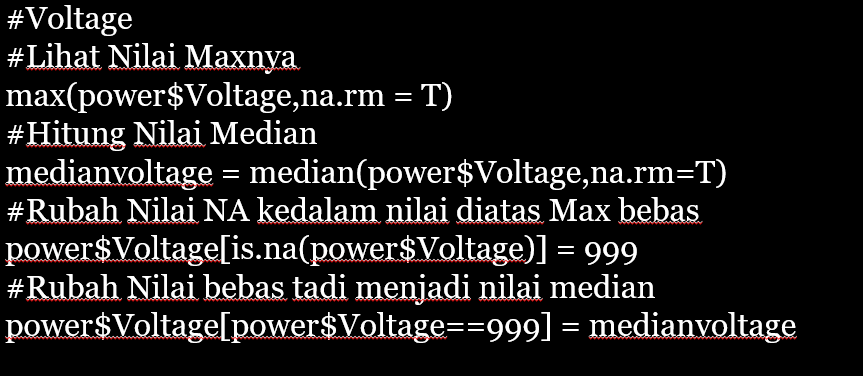 #Voltage
#Lihat Nilai Maxnya
max(power$Voltage,na.rm = T)
#Hitung Nilai Median
medianvoltage = median(power$Voltage,na.rm=T)
#Rubah Nilai NA kedalam nilai diatas Max bebas
power$Voltage[is.na(power$Voltage)] = 999
#Rubah Nilai bebas tadi menjadi nilai median
power$Voltage[power$Voltage==999] = medianvoltage